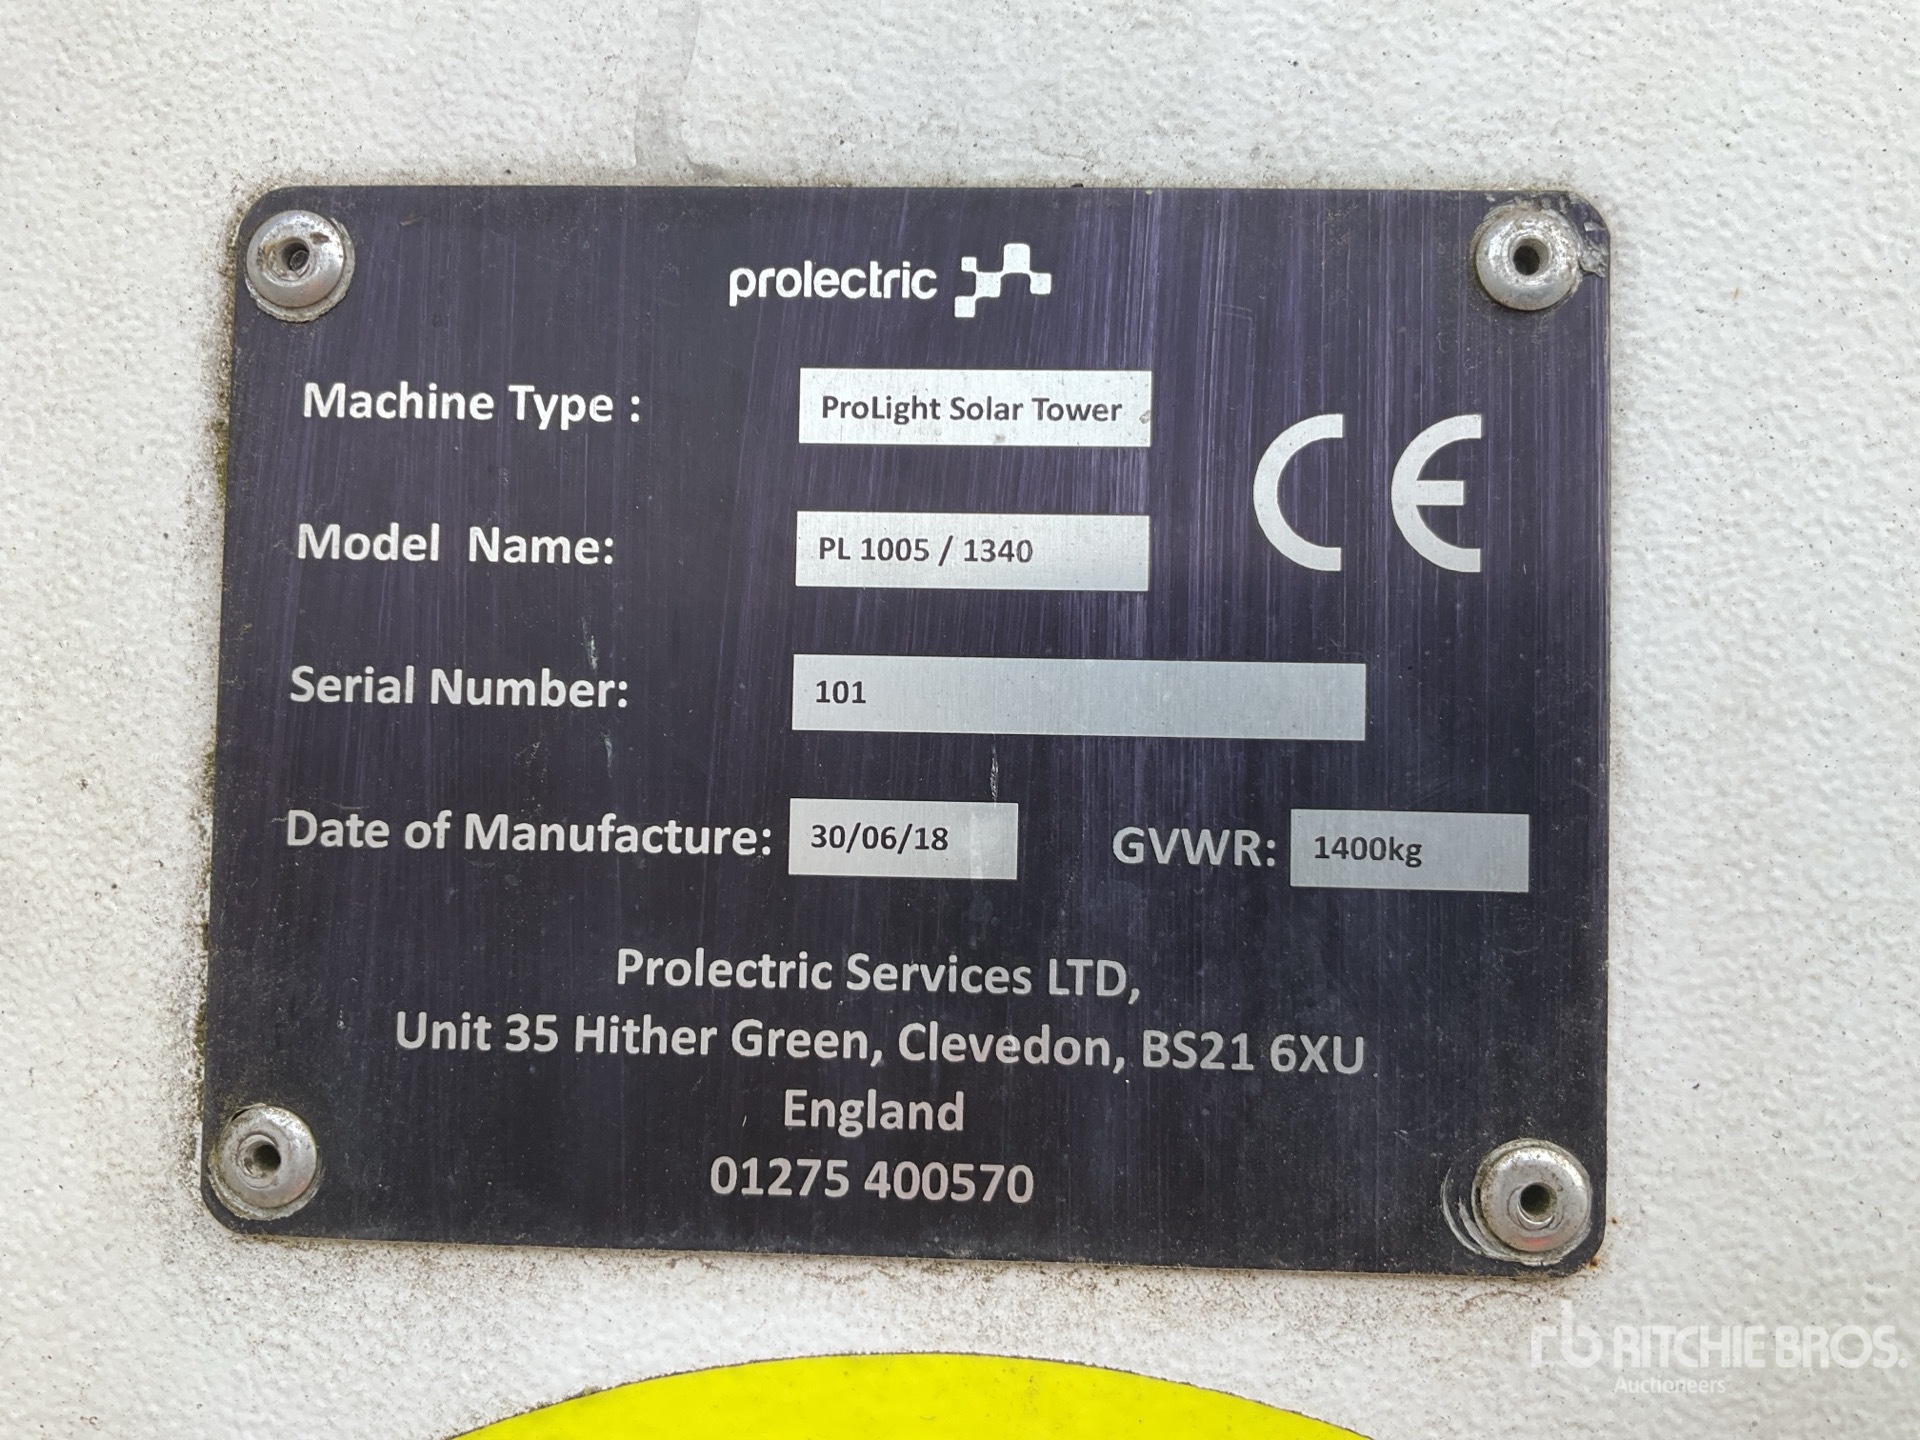 prolectric
Machine Type : ProLight Solar Tower
CE
Model Name: PL 1005 / 1340
Serial Number: 101
Date of Manufacture: 30/06/18 GVWR: 1400kg
Prolectric Services LTD,
Unit 35 Hither Green, Clevedon, BS21 6XU
England
01275 400570
rb RITCHIE BROS.
Auctioneers